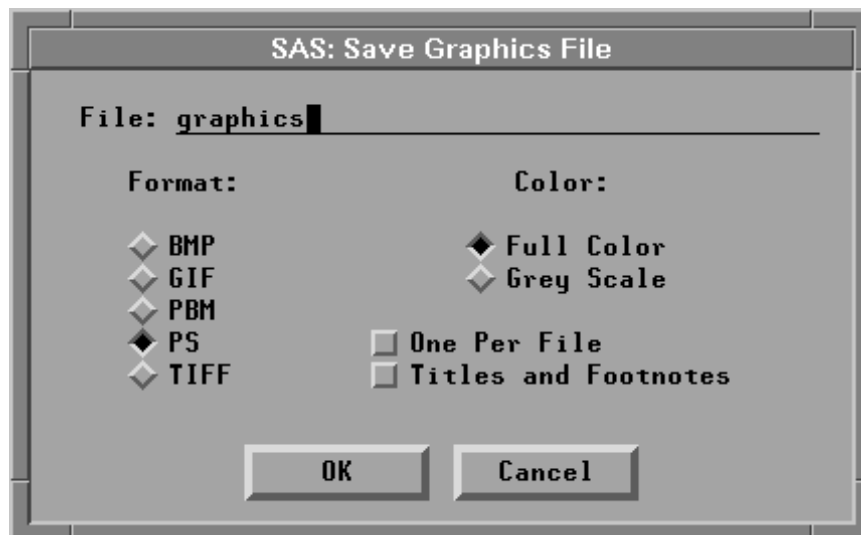 SAS: Save Graphics File
File: graphics
Format:
Color:
BMP
GIF
PBM
PS
TIFF
Full Color
Grey Scale
One Per File
Titles and Footnotes
OK
Cancel